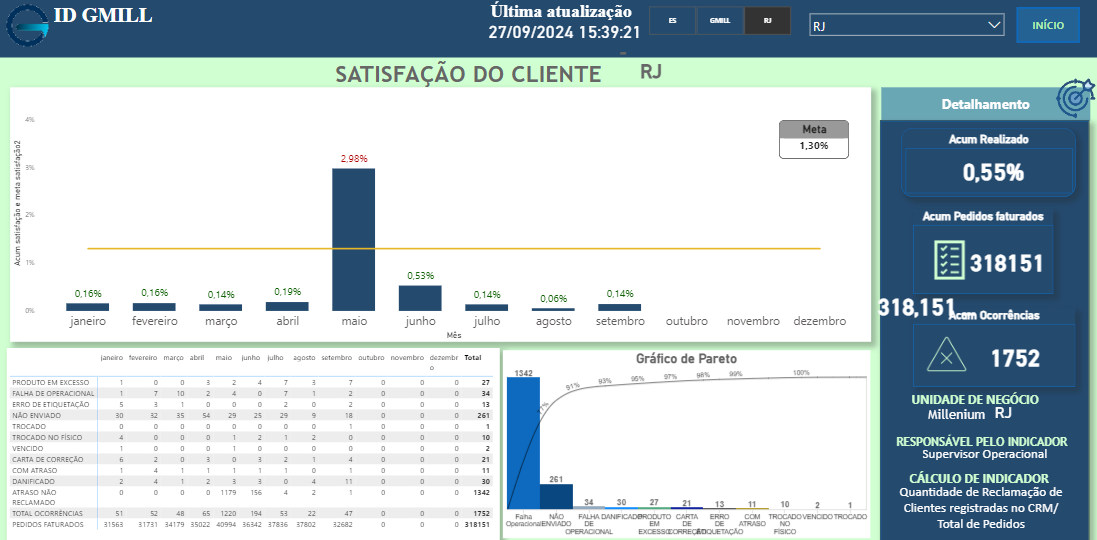 ID GMILL
Última atualização
27/09/2024 15:39:21
ES
GMILL
RJ
RJ
INÍCIO
SATISFAÇÃO DO CLIENTE RJ
Acum satisfação e meta satisfação2
4%
3%
2%
1%
0%
Meta
1,30%
0,16%
0,16%
0,14%
0,19%
2,98%
0,53%
0,14%
0,06%
0,14%
janeiro fevereiro março abril maio junho julho agosto setembro outubro novembro dezembro
Mês
Detalhamento
Acum Realizado
0,55%
Acum Pedidos faturados
318151
318,151
Acum Ocorrências
1752
UNIDADE DE NEGÓCIO
Millenium RJ
RESPONSÁVEL PELO INDICADOR
Supervisor Operacional
CÁLCULO DE INDICADOR
Quantidade de Reclamação de
Clientes registradas no CRM/
Total de Pedidos
janeiro fevereiro março abril maio junho julho agosto setembro outubro novembro dezembr
o
Total
PRODUTO EM EXCESSO 1 0 0 3 2 4 7 3 7 0 0 0 27
FALHA DE OPERACIONAL 1 7 10 2 4 0 7 1 2 0 0 0 34
ERRO DE ETIQUETAÇÃO 5 3 1 0 0 0 2 0 2 0 0 0 13
NÃO ENVIADO 30 32 35 54 29 25 29 9 18 0 0 0 261
TROCADO 0 0 0 0 0 0 0 0 1 0 0 0 1
TROCADO NO FÍSICO 4 0 0 0 1 2 1 2 0 0 0 0 10
VENCIDO 1 0 0 0 1 0 0 0 0 0 0 0 2
CARTA DE CORREÇÃO 6 2 0 3 0 3 2 1 4 0 0 0 21
COM ATRASO 1 4 1 1 1 1 1 0 1 0 0 0 11
DANIFICADO 2 4 1 2 3 3 0 4 11 0 0 0 30
ATRASO NÃO
RECLAMADO
0 0 0 0 1179 156 4 2 1 0 0 0 1342
TOTAL OCORRÊNCIAS 51 52 48 65 1220 194 53 22 47 0 0 0 1752
PEDIDOS FATURADOS 31563 31731 34179 35022 40994 36342 37836 37802 32682 0 0 0 318151
Gráfico de Pareto
1342
261
34
30
27
21
13
11
10
2
1
77%
91%
93%
95%
97%
98%
99%
100%
Falha
Operacional
NÃO
ENVIADO
FALHA
DE
OPERACIONAL
DANIFICADO
PRODUTO
EM
EXCESSO
CARTA
DE
CORREÇÃO
ERRO
DE
ETIQUETAÇÃO
COM
ATRASO
TROCADO
NO
FÍSICO
VENCIDO
TROCADO